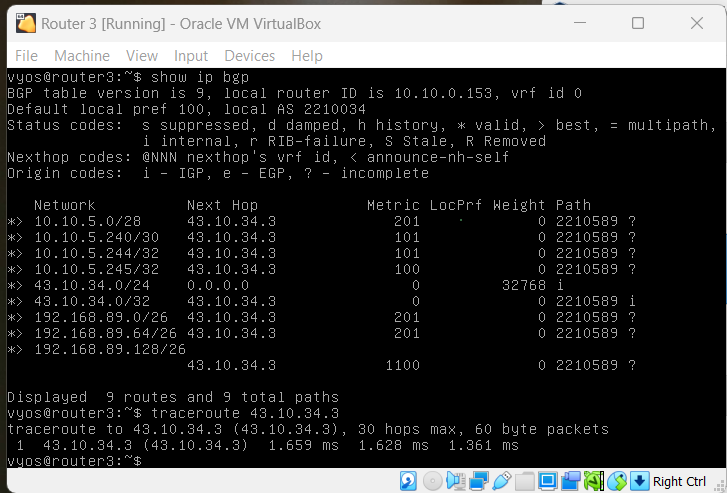 Router 3 [Running] - Oracle VM VirtualBox
File Machine View Input Devices Help
vyos@router3:~$ show ip bgp
BGP table version is 9, local router ID is 10.10.0.153, vrf id 0
Default local pref 100, local AS 2210034
Status codes:  s suppressed, d damped, h history, * valid, > best, = multipath,
               i internal, r RIB-failure, S Stale, R Removed
Nexthop codes: @NNN nexthop's vrf id, < announce-nh-self
Origin codes:  i - IGP, e - EGP, ? - incomplete
   Network          Next Hop            Metric LocPrf Weight Path
*> 10.10.5.0/28     43.10.34.3             201             0 2210589 ?
*> 10.10.5.240/30   43.10.34.3             101             0 2210589 ?
*> 10.10.5.244/32   43.10.34.3             101             0 2210589 ?
*> 10.10.5.245/32   43.10.34.3             100             0 2210589 ?
*> 43.10.34.0/24    0.0.0.0                  0         32768 i
*> 43.10.34.0/32    43.10.34.3               0             0 2210589 i
*> 192.168.89.0/26  43.10.34.3             201             0 2210589 ?
*> 192.168.89.64/26 43.10.34.3             201             0 2210589 ?
*> 192.168.89.128/26
                    43.10.34.3            1100             0 2210589 ?
Displayed  9 routes and 9 total paths
vyos@router3:~$ traceroute 43.10.34.3
traceroute to 43.10.34.3 (43.10.34.3), 30 hops max, 60 byte packets
 1  43.10.34.3 (43.10.34.3)  1.659 ms  1.628 ms  1.361 ms
vyos@router3:~$
Right Ctrl